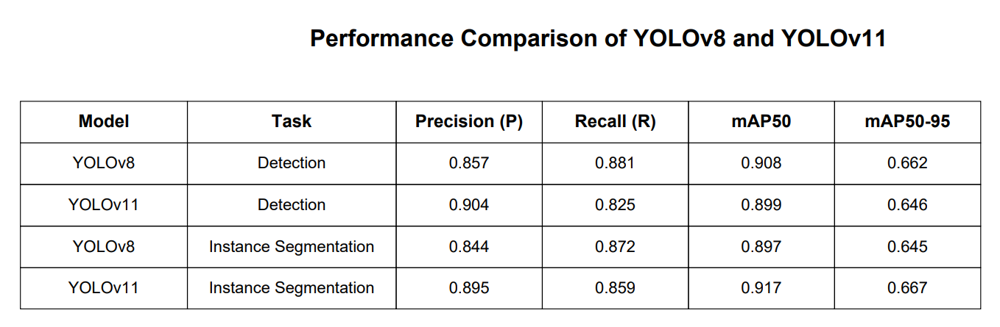 Performance Comparison of YOLOv8 and YOLOv11
Model Task Precision (P) Recall (R) mAP50 mAP50-95
YOLOv8 Detection 0.857 0.881 0.908 0.662
YOLOv11 Detection 0.904 0.825 0.899 0.646
YOLOv8 Instance Segmentation 0.844 0.872 0.897 0.645
YOLOv11 Instance Segmentation 0.895 0.859 0.917 0.667